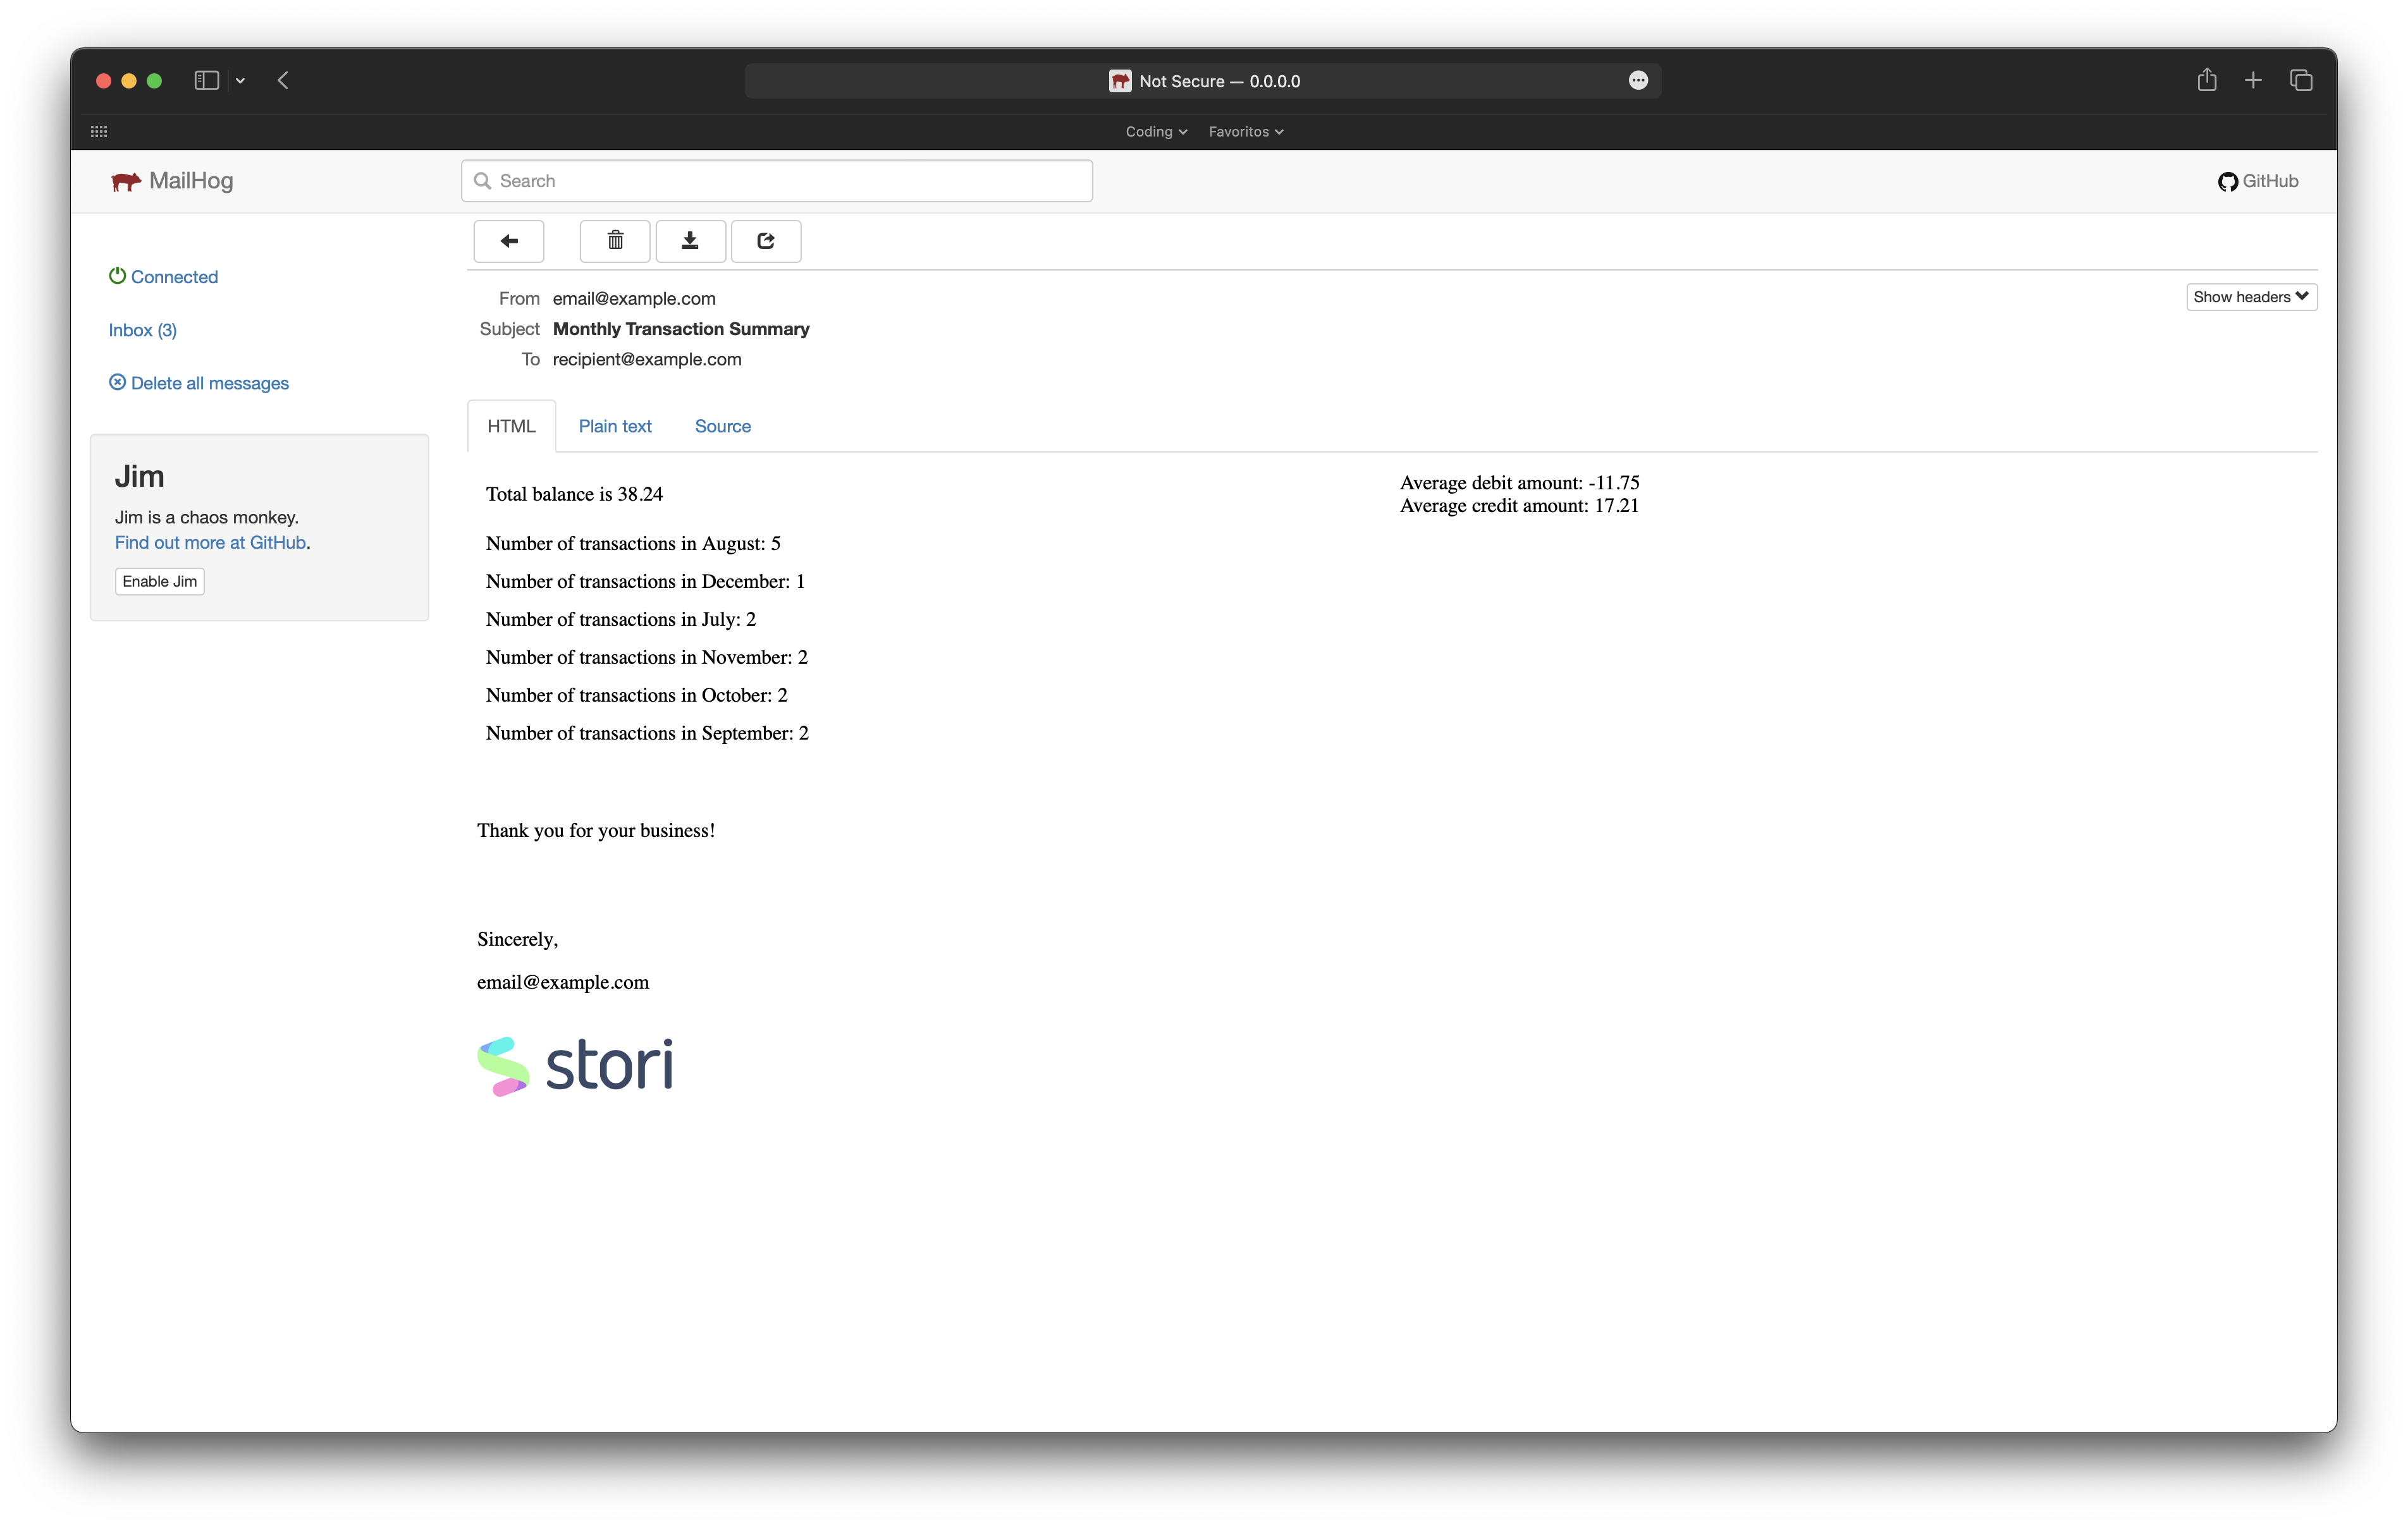 Not Secure — 0.0.0.0
Coding Favoritos
MailHog
Search
GitHub
Connected
Inbox (3)
Delete all messages
Jim
Jim is a chaos monkey.
Find out more at GitHub.
Enable Jim
From email@example.com
Show headers
Subject Monthly Transaction Summary
To recipient@example.com
HTML Plain text Source
Total balance is 38.24
Number of transactions in August: 5
Number of transactions in December: 1
Number of transactions in July: 2
Number of transactions in November: 2
Number of transactions in October: 2
Number of transactions in September: 2
Average debit amount: -11.75
Average credit amount: 17.21
Thank you for your business!
Sincerely,
email@example.com
stori